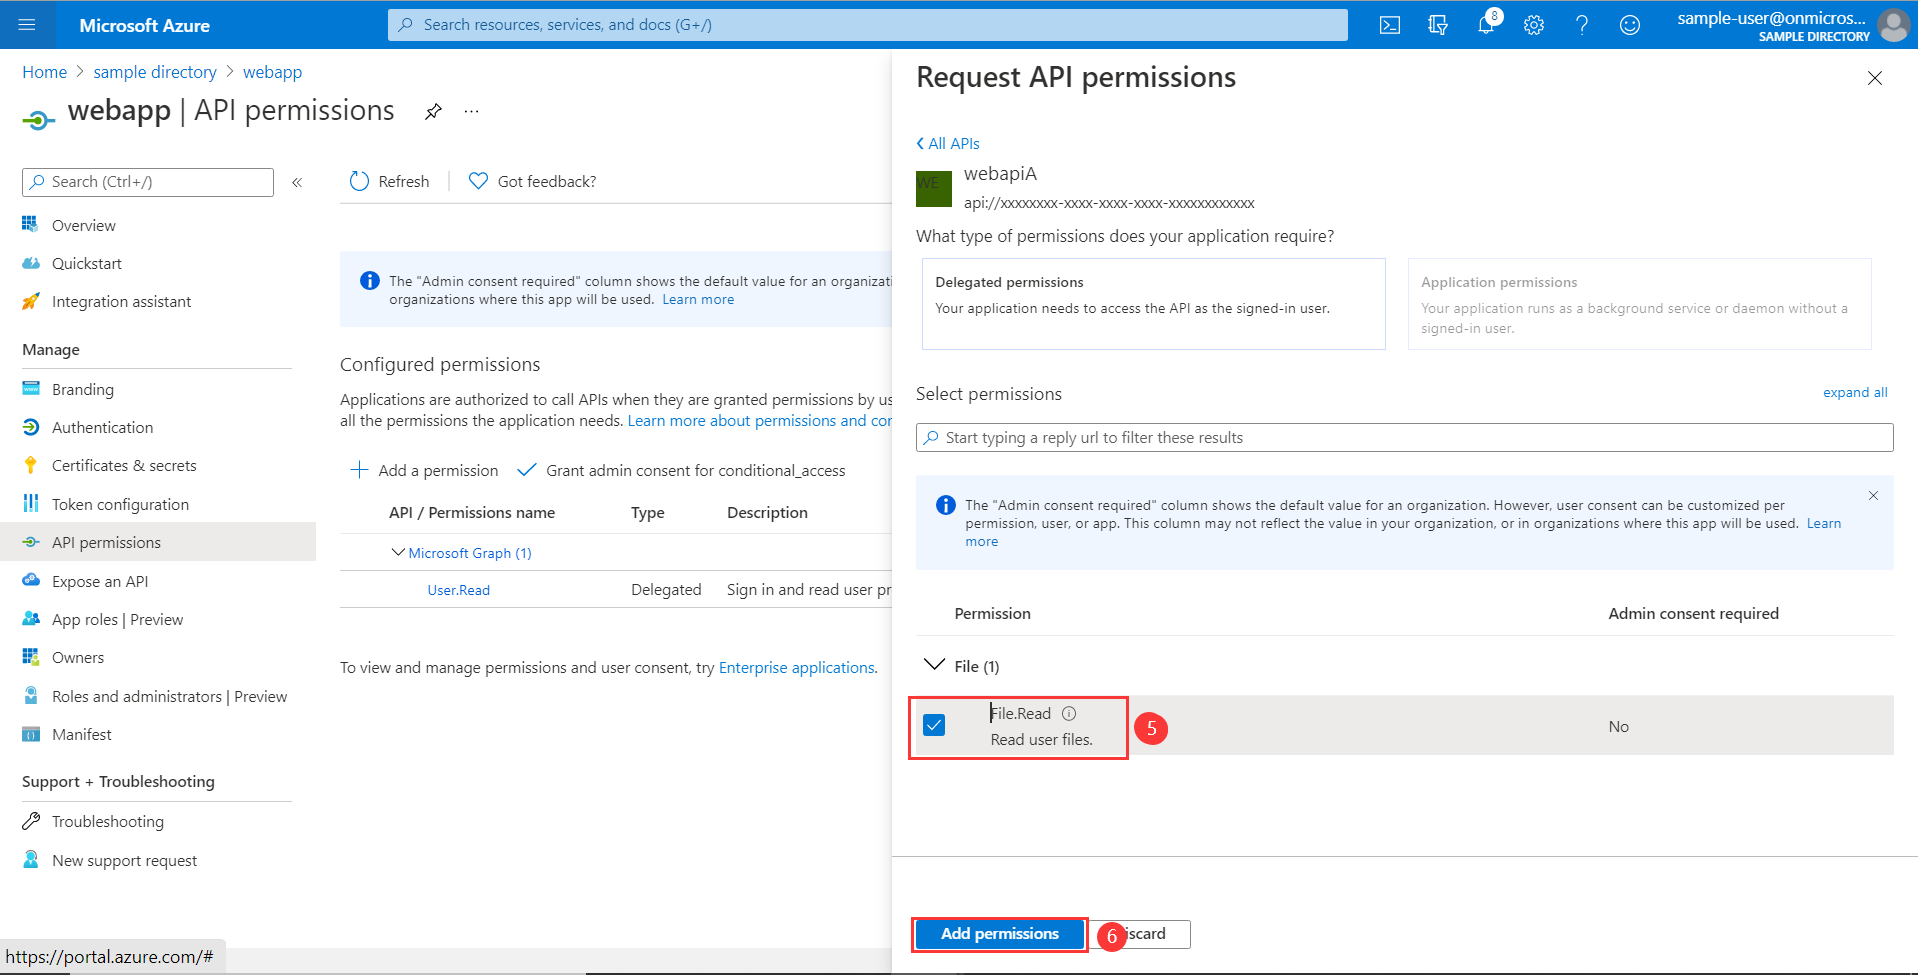 Microsoft Azure
Search resources, services, and docs (G+/)
8
sample-user@onmicros...
SAMPLE DIRECTORY
Home > sample directory > webapp
webapp | API permissions
...
Search (Ctrl+/)
«
Overview
Quickstart
Integration assistant
Manage
Branding
Authentication
Certificates & secrets
Token configuration
API permissions
Expose an API
App roles | Preview
Owners
Roles and administrators | Preview
Manifest
Support + Troubleshooting
Troubleshooting
New support request
https://portal.azure.com/#
Refresh
Got feedback?
The "Admin consent required" column shows the default value for an organizati
organizations where this app will be used. Learn more
Configured permissions
Applications are authorized to call APIs when they are granted permissions by us
all the permissions the application needs. Learn more about permissions and con
Add a permission
Grant admin consent for conditional_access
API / Permissions name Type Description
Microsoft Graph (1)
User.Read Delegated Sign in and read user pr
To view and manage permissions and user consent, try Enterprise applications.
Request API permissions
All APIs
WE
webapiA
api://xxxxxxxx-xxxx-xxxx-xxxx-xxxxxxxxxxxx
What type of permissions does your application require?
Delegated permissions
Your application needs to access the API as the signed-in user.
Application permissions
Your application runs as a background service or daemon without a
signed-in user.
Select permissions
expand all
Start typing a reply url to filter these results
The "Admin consent required" column shows the default value for an organization. However, user consent can be customized per
permission, user, or app. This column may not reflect the value in your organization, or in organizations where this app will be used. Learn
more
Permission Admin consent required
File (1)
File.Read
Read user files.
5
No
Add permissions
6
iscard